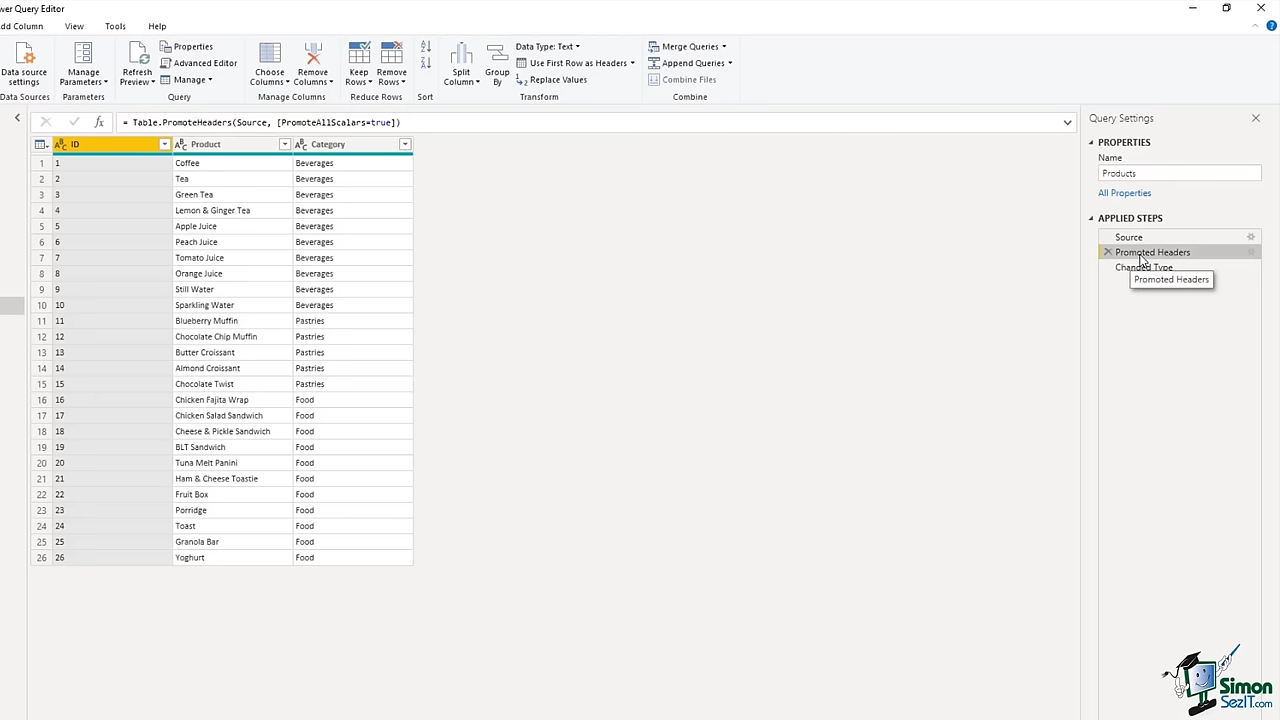 wer Query Editor
dd Column View Tools Help
Data source settings
Manage Parameters
Refresh Preview
Properties
Advanced Editor
Manage
Choose Columns
Remove Columns
Keep Rows
Remove Rows
Split Column
Group By
Data Type: Text
Use First Row as Headers
Replace Values
Merge Queries
Append Queries
Combine Files
Data Sources Parameters Query Manage Columns Reduce Rows Sort Transform Combine
fx = Table.PromoteHeaders(Source, [PromoteAllScalars=true])
ID Product Category
1 1 Coffee Beverages
2 2 Tea Beverages
3 3 Green Tea Beverages
4 4 Lemon & Ginger Tea Beverages
5 5 Apple Juice Beverages
6 6 Peach Juice Beverages
7 7 Tomato Juice Beverages
8 8 Orange Juice Beverages
9 9 Still Water Beverages
10 10 Sparkling Water Beverages
11 11 Blueberry Muffin Pastries
12 12 Chocolate Chip Muffin Pastries
13 13 Butter Croissant Pastries
14 14 Almond Croissant Pastries
15 15 Chocolate Twist Pastries
16 16 Chicken Fajita Wrap Food
17 17 Chicken Salad Sandwich Food
18 18 Cheese & Pickle Sandwich Food
19 19 BLT Sandwich Food
20 20 Tuna Melt Panini Food
21 21 Ham & Cheese Toastie Food
22 22 Fruit Box Food
23 23 Porridge Food
24 24 Toast Food
25 25 Granola Bar Food
26 26 Yoghurt Food
Query Settings
PROPERTIES
Name
Products
All Properties
APPLIED STEPS
Source
Promoted Headers
Changed Type
Promoted Headers
Simon
SezIT.com